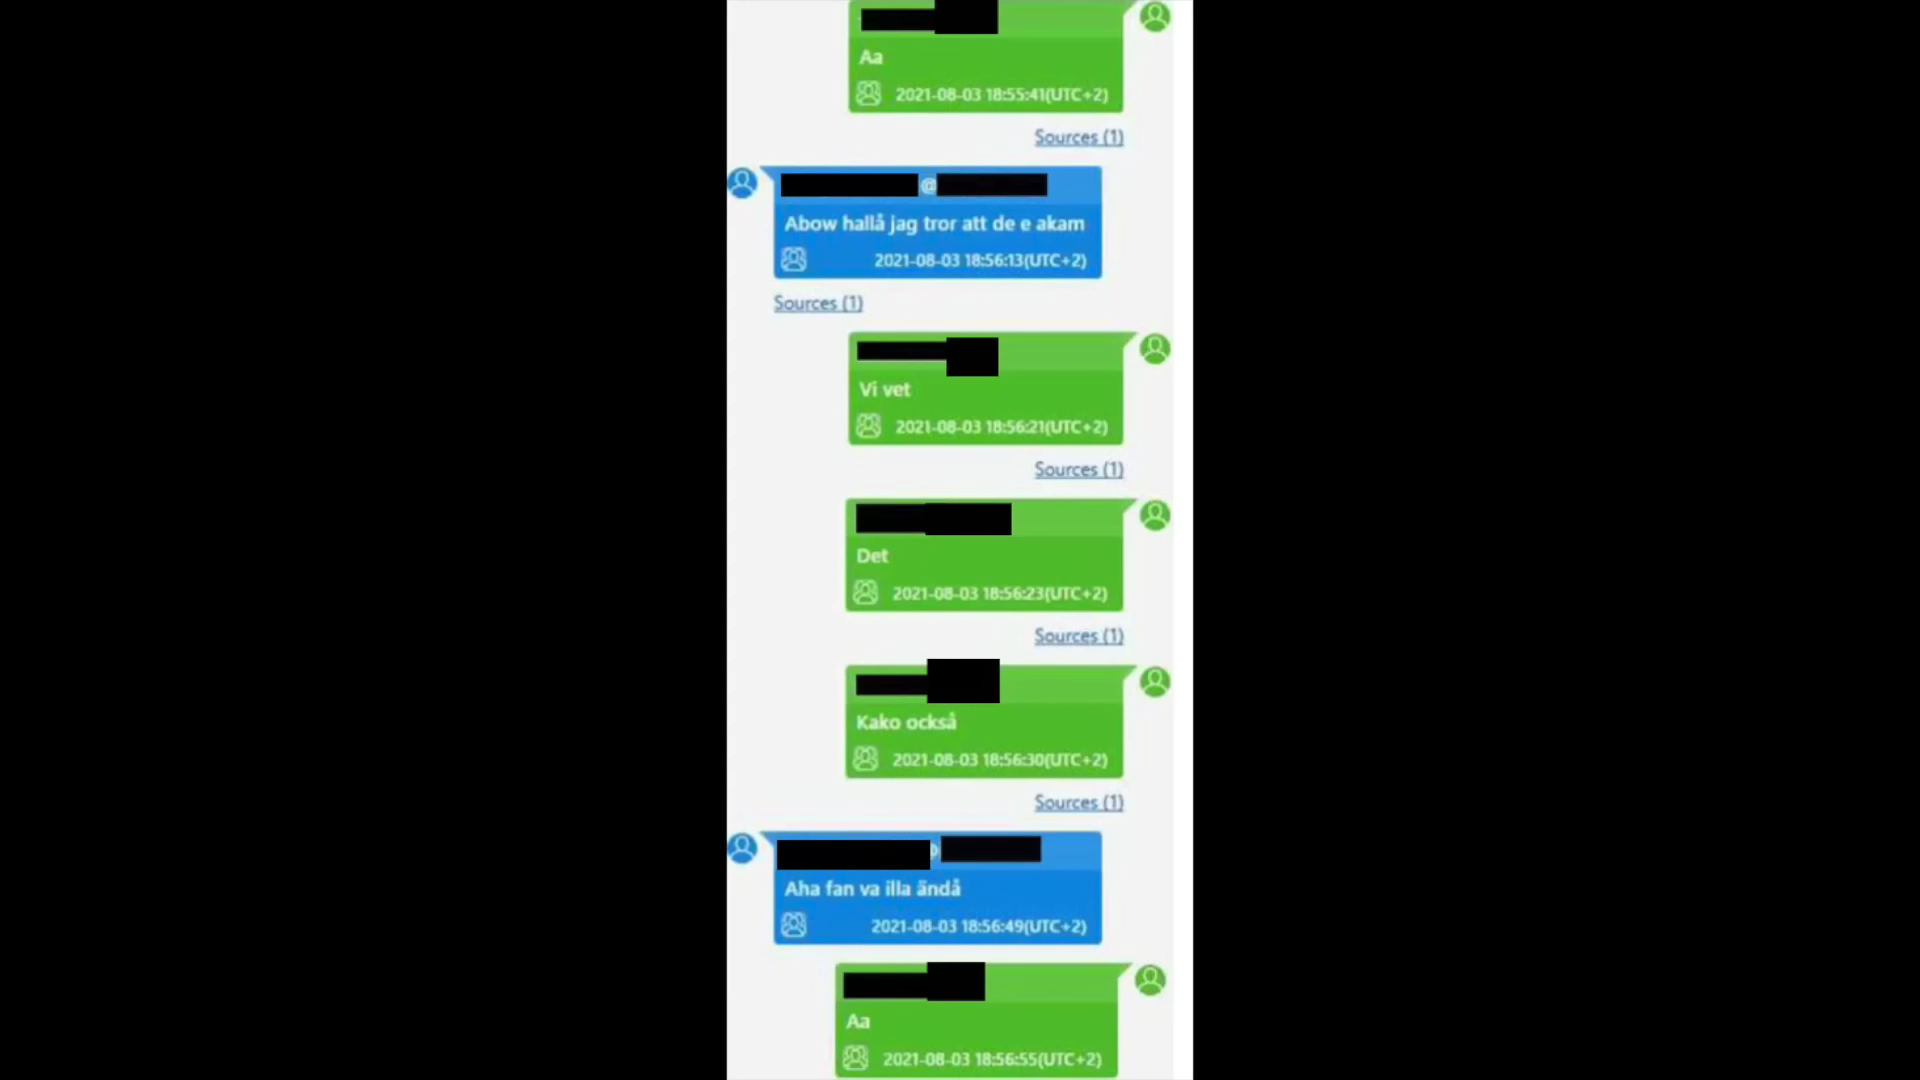 Aa
2021-08-03 18:55:41(UTC+2)
Sources (1)
@
Abow hallå jag tror att de e akam
2021-08-03 18:56:13(UTC+2)
Sources (1)
Vi vet
2021-08-03 18:56:21(UTC+2)
Sources (1)
Det
2021-08-03 18:56:23(UTC+2)
Sources (1)
Kako också
2021-08-03 18:56:30(UTC+2)
Sources (1)
Aha fan va illa ändå
2021-08-03 18:56:49(UTC+2)
Aa
2021-08-03 18:56:55(UTC+2)